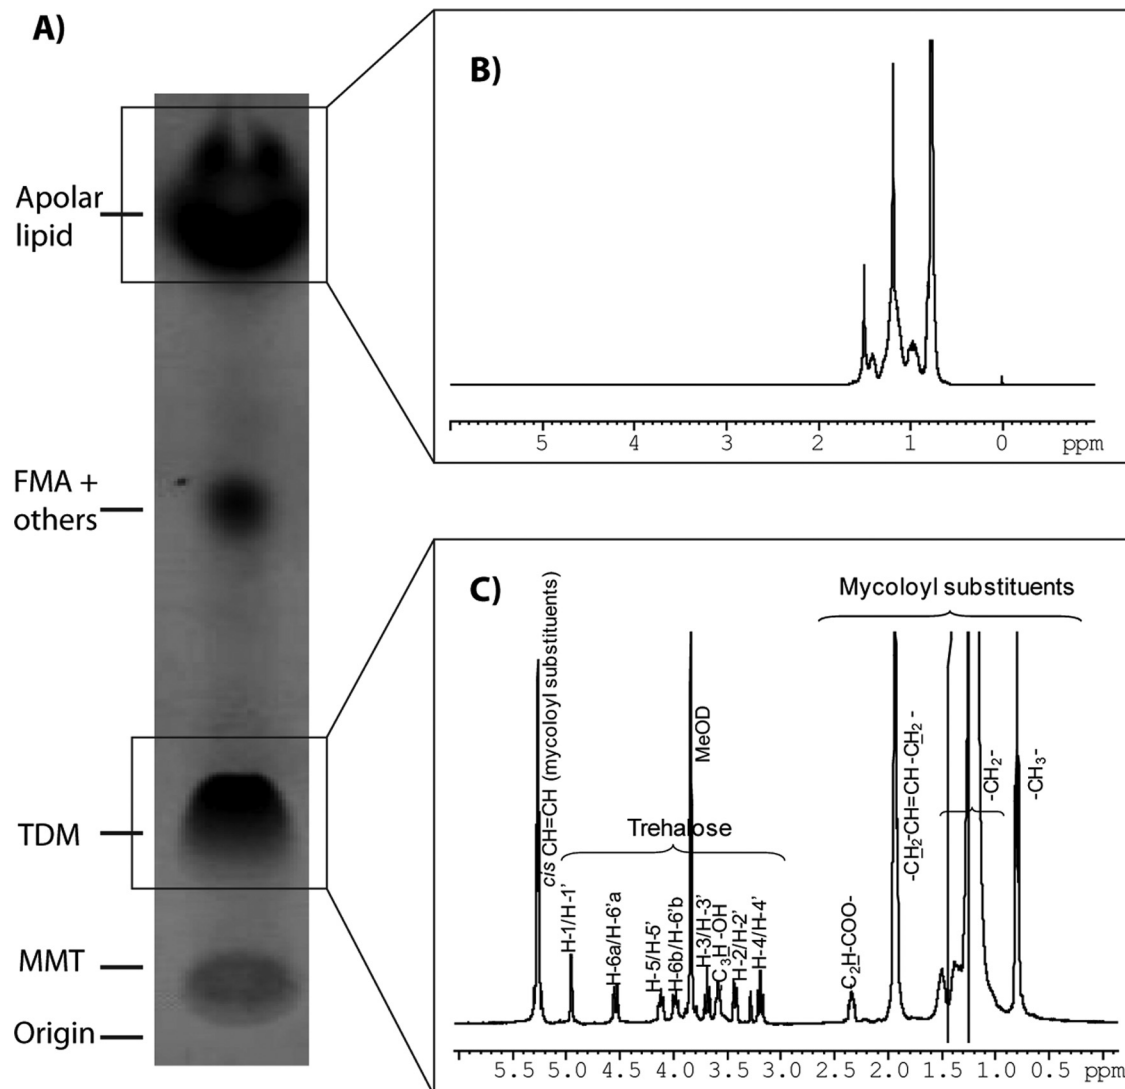 A)
Apolar
lipid
FMA +
others
TDM
MMT
Origin
B)
5 4 3 2 1 0 ppm
C)
Mycoloyl substituents
Trehalose
cis CH=CH (mycoloyl substituents)
H-1/H-1'
H-6a/H-6'a
H-5/H-5'
H-6b/H-6'b
MeOD
H-3/H-3'
C3H -OH
H-2/H-2'
H-4/H-4'
C2H-COO-
-CH2-CH=CH-CH2 -
-CH2-
-CH3-
5.5 5.0 4.5 4.0 3.5 3.0 2.5 2.0 1.5 1.0 0.5 ppm